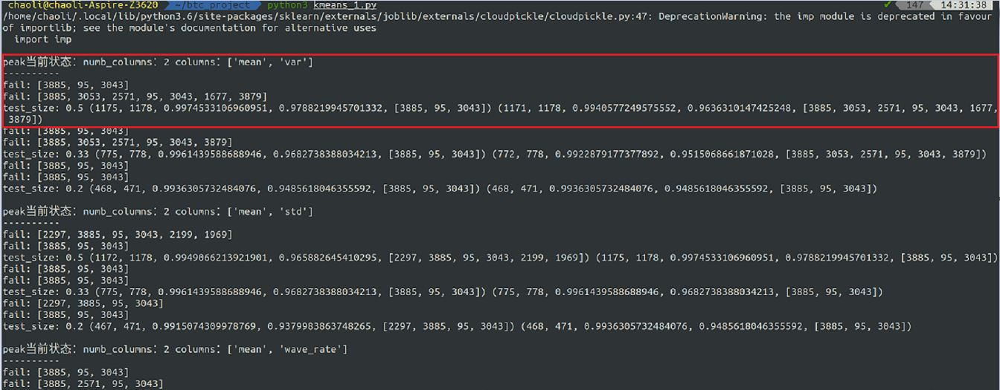 chaoli@chaoli-Aspire-Z3620 ~/btc_project python3 kmeans_1.py ✔ 147 14:31:38
/home/chaoli/.local/lib/python3.6/site-packages/sklearn/externals/joblib/externals/cloudpickle/cloudpickle.py:47: DeprecationWarning: the imp module is deprecated in favour
of importlib; see the module's documentation for alternative uses
  import imp
peak当前状态：numb_columns：2 columns：['mean', 'var']
----------
fail: [3885, 95, 3043]
fail: [3885, 3053, 2571, 95, 3043, 1677, 3879]
test_size: 0.5 (1175, 1178, 0.9974533106960951, 0.9788219945701332, [3885, 95, 3043]) (1171, 1178, 0.9940577249575552, 0.9636310147425248, [3885, 3053, 2571, 95, 3043, 1677,
 3879])
fail: [3885, 95, 3043]
fail: [3885, 3053, 2571, 95, 3043, 3879]
test_size: 0.33 (775, 778, 0.9961439588688946, 0.9682738388034213, [3885, 95, 3043]) (772, 778, 0.9922879177377892, 0.9515068661871028, [3885, 3053, 2571, 95, 3043, 3879])
fail: [3885, 95, 3043]
fail: [3885, 95, 3043]
test_size: 0.2 (468, 471, 0.9936305732484076, 0.9485618046355592, [3885, 95, 3043]) (468, 471, 0.9936305732484076, 0.9485618046355592, [3885, 95, 3043])
peak当前状态：numb_columns：2 columns：['mean', 'std']
----------
fail: [2297, 3885, 95, 3043, 2199, 1969]
fail: [3885, 95, 3043]
test_size: 0.5 (1172, 1178, 0.9949066213921901, 0.965882645410295, [2297, 3885, 95, 3043, 2199, 1969]) (1175, 1178, 0.9974533106960951, 0.9788219945701332, [3885, 95, 3043])
fail: [3885, 95, 3043]
fail: [3885, 95, 3043]
test_size: 0.33 (775, 778, 0.9961439588688946, 0.9682738388034213, [3885, 95, 3043]) (775, 778, 0.9961439588688946, 0.9682738388034213, [3885, 95, 3043])
fail: [2297, 3885, 95, 3043]
fail: [3885, 95, 3043]
test_size: 0.2 (467, 471, 0.9915074309978769, 0.9379983863748265, [2297, 3885, 95, 3043]) (468, 471, 0.9936305732484076, 0.9485618046355592, [3885, 95, 3043])
peak当前状态：numb_columns：2 columns：['mean', 'wave_rate']
----------
fail: [3885, 95, 3043]
fail: [3885, 2571, 95, 3043]